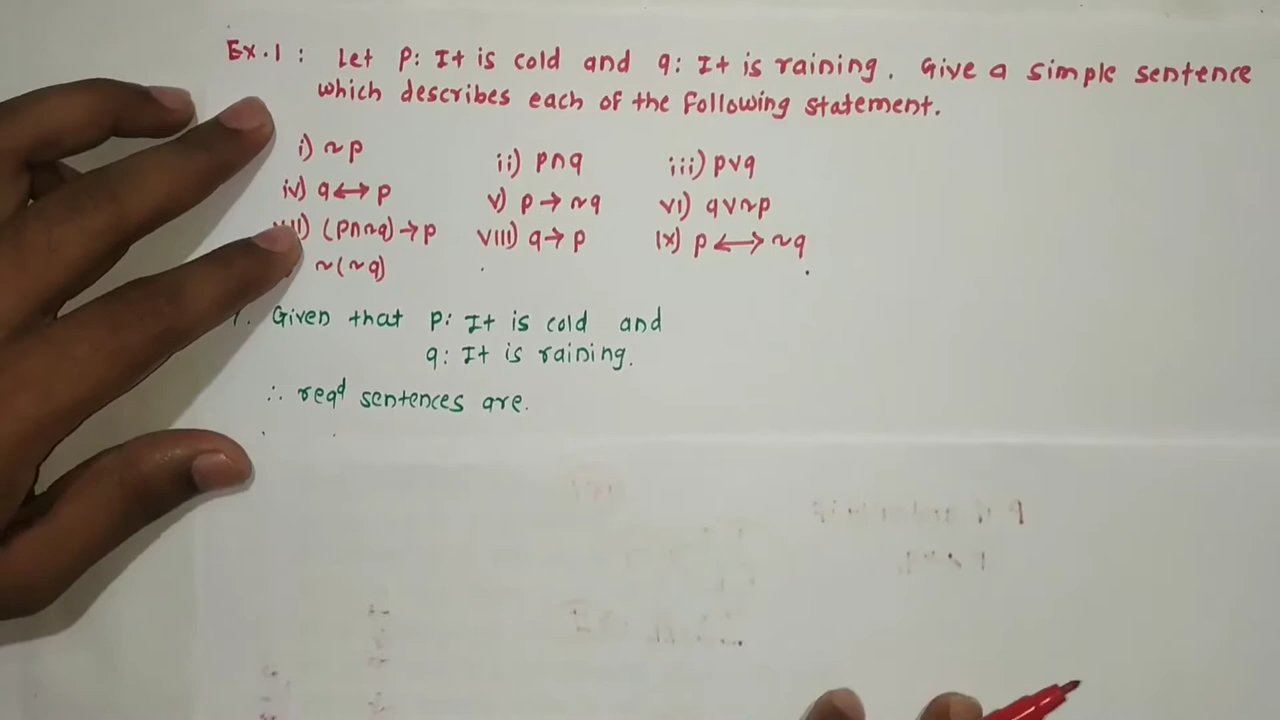 Ex.1 : Let p: It is cold and q: It is raining. Give a simple sentence
which describes each of the following statement.
i) ~p ii) p∩q iii) p∨q
iv) q↔p v) p→~q vi) q∨~p
(p∩~q)→p VIII) q→p IX) p↔~q
~(~q)
Given that p: It is cold and
q: It is raining.
∴ reqd sentences are.